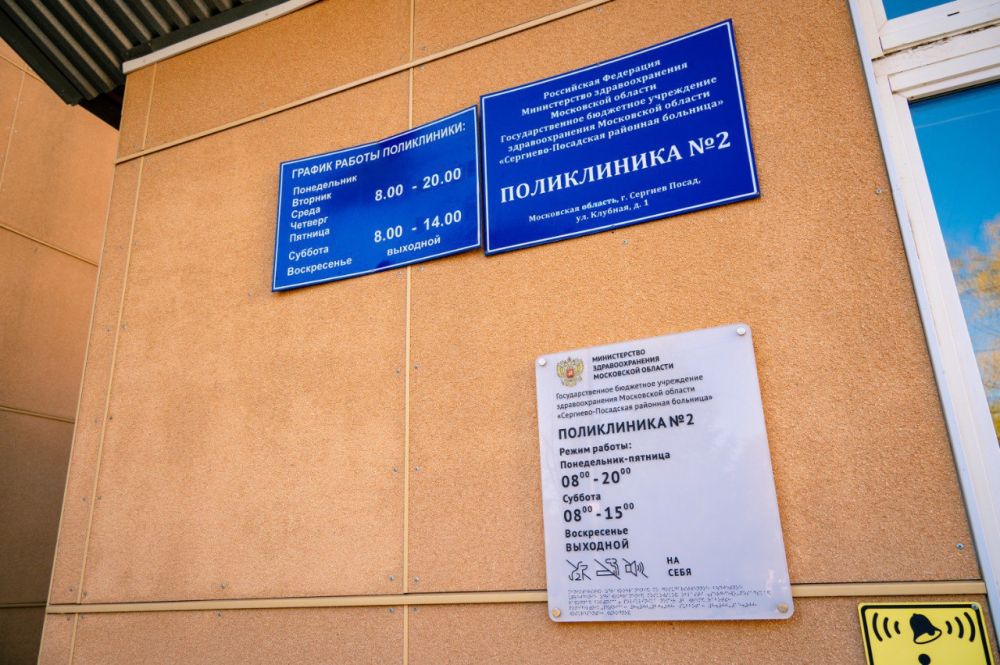 ГРАФИК РАБОТЫ ПОЛИКЛИНИКИ:
Понедельник
Вторник
Среда
Четверг
Пятница
8.00 - 20.00
Суббота
8.00 - 14.00
Воскресенье
выходной
Российская Федерация
Министерство здравоохранения
Московской области
Государственное бюджетное учреждение
здравоохранения Московской области
«Сергиево-Посадская районная больница»
ПОЛИКЛИНИКА №2
Московская область, г. Сергиев Посад,
ул. Клубная, д. 1
МИНИСТЕРСТВО
ЗДРАВООХРАНЕНИЯ
МОСКОВСКОЙ ОБЛАСТИ
Государственное бюджетное учреждение
здравоохранения Московской области
«Сергиево-Посадская районная больница»
ПОЛИКЛИНИКА №2
Режим работы:
Понедельник-пятница
08⁰⁰ - 20⁰⁰
Суббота
08⁰⁰ - 15⁰⁰
Воскресенье
ВЫХОДНОЙ
НА
СЕБЯ